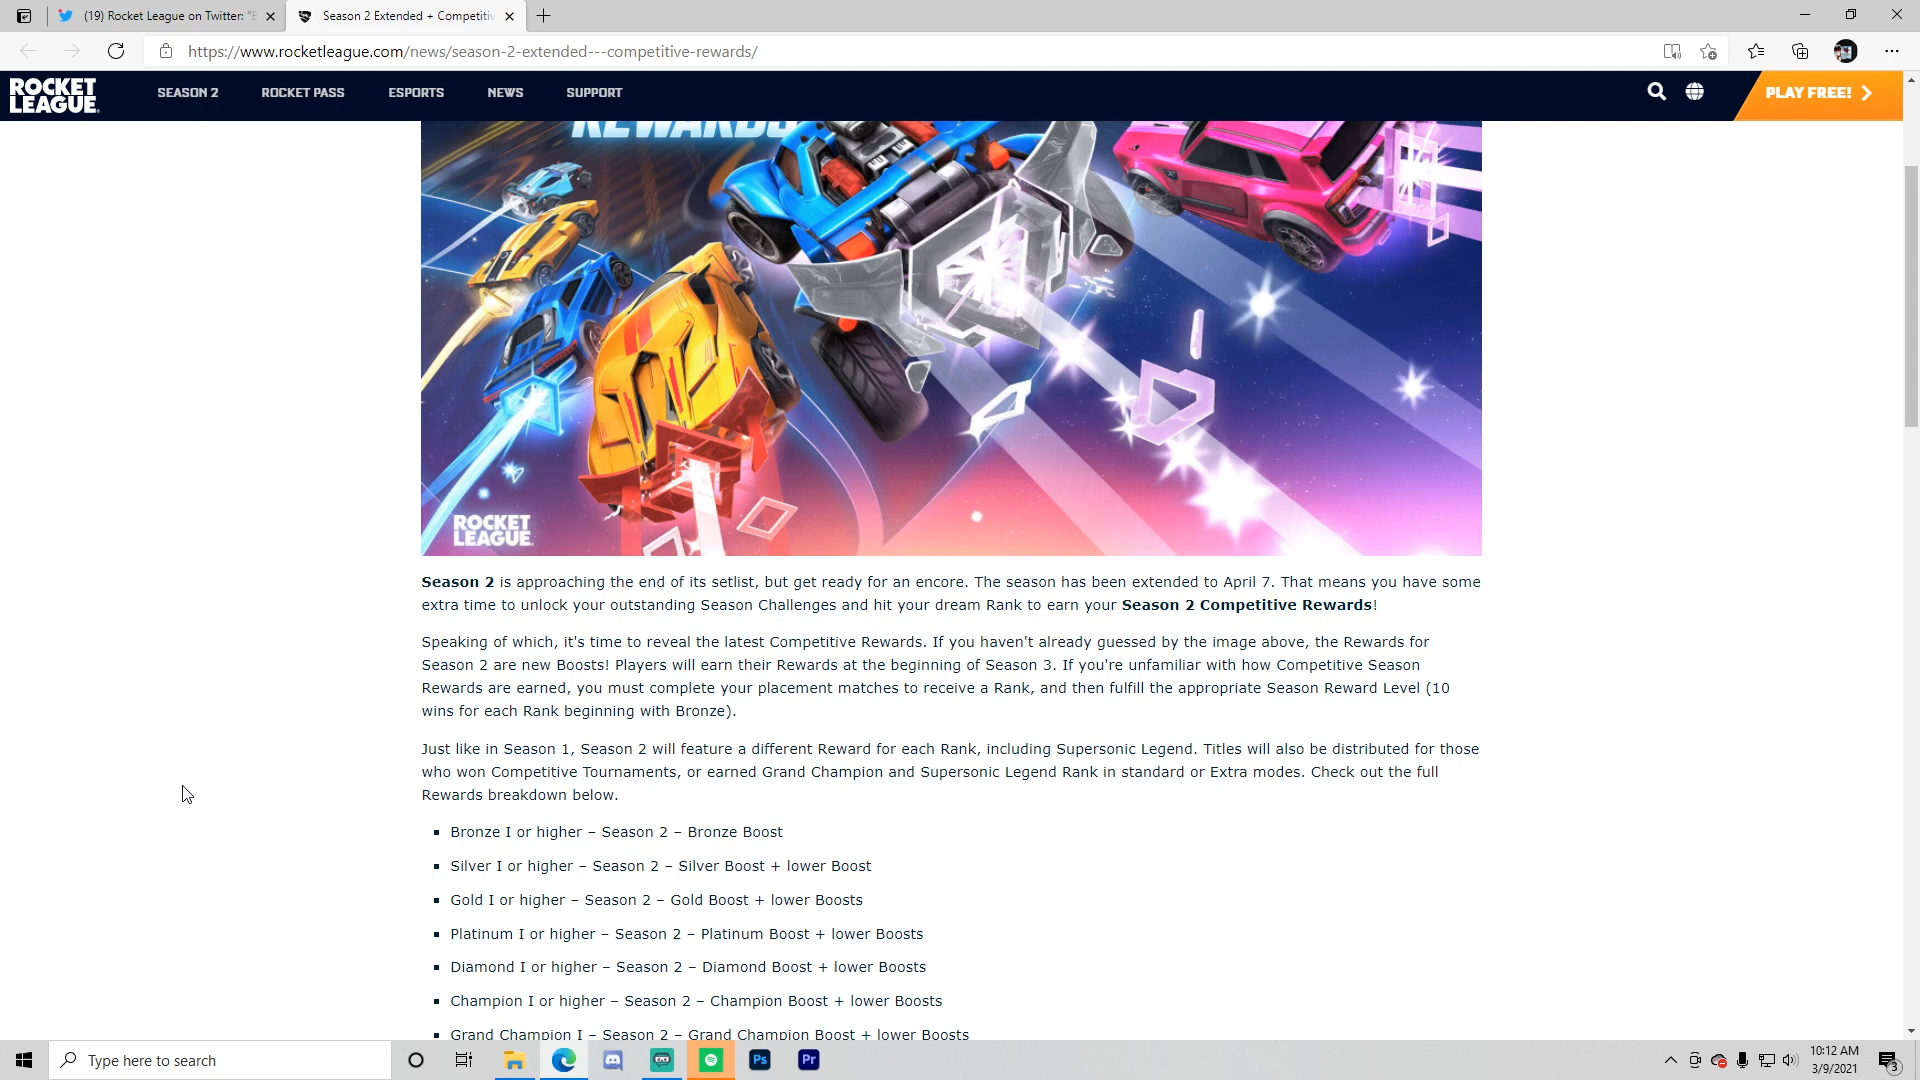 (19) Rocket League on Twitter: "E
Season 2 Extended + Competitiv
https://www.rocketleague.com/news/season-2-extended---competitive-rewards/
ROCKET
LEAGUE
SEASON 2
ROCKET PASS
ESPORTS
NEWS
SUPPORT
PLAY FREE!
REWARDS
ROCKET
LEAGUE
Season 2 is approaching the end of its setlist, but get ready for an encore. The season has been extended to April 7. That means you have some
extra time to unlock your outstanding Season Challenges and hit your dream Rank to earn your Season 2 Competitive Rewards!
Speaking of which, it's time to reveal the latest Competitive Rewards. If you haven't already guessed by the image above, the Rewards for
Season 2 are new Boosts! Players will earn their Rewards at the beginning of Season 3. If you're unfamiliar with how Competitive Season
Rewards are earned, you must complete your placement matches to receive a Rank, and then fulfill the appropriate Season Reward Level (10
wins for each Rank beginning with Bronze).
Just like in Season 1, Season 2 will feature a different Reward for each Rank, including Supersonic Legend. Titles will also be distributed for those
who won Competitive Tournaments, or earned Grand Champion and Supersonic Legend Rank in standard or Extra modes. Check out the full
Rewards breakdown below.
▪ Bronze I or higher – Season 2 – Bronze Boost
▪ Silver I or higher – Season 2 – Silver Boost + lower Boost
▪ Gold I or higher – Season 2 – Gold Boost + lower Boosts
▪ Platinum I or higher – Season 2 – Platinum Boost + lower Boosts
▪ Diamond I or higher – Season 2 – Diamond Boost + lower Boosts
▪ Champion I or higher – Season 2 – Champion Boost + lower Boosts
▪ Grand Champion I – Season 2 – Grand Champion Boost + lower Boosts
Type here to search
Ps
Pr
10:12 AM
3/9/2021
3